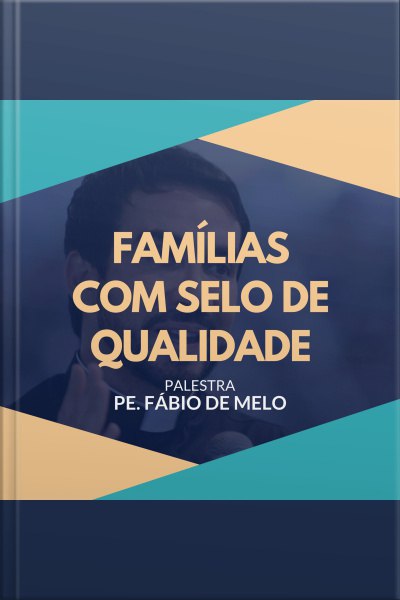 FAMÍLIAS
COM SELO DE
QUALIDADE
PALESTRA
PE. FÁBIO DE MELO